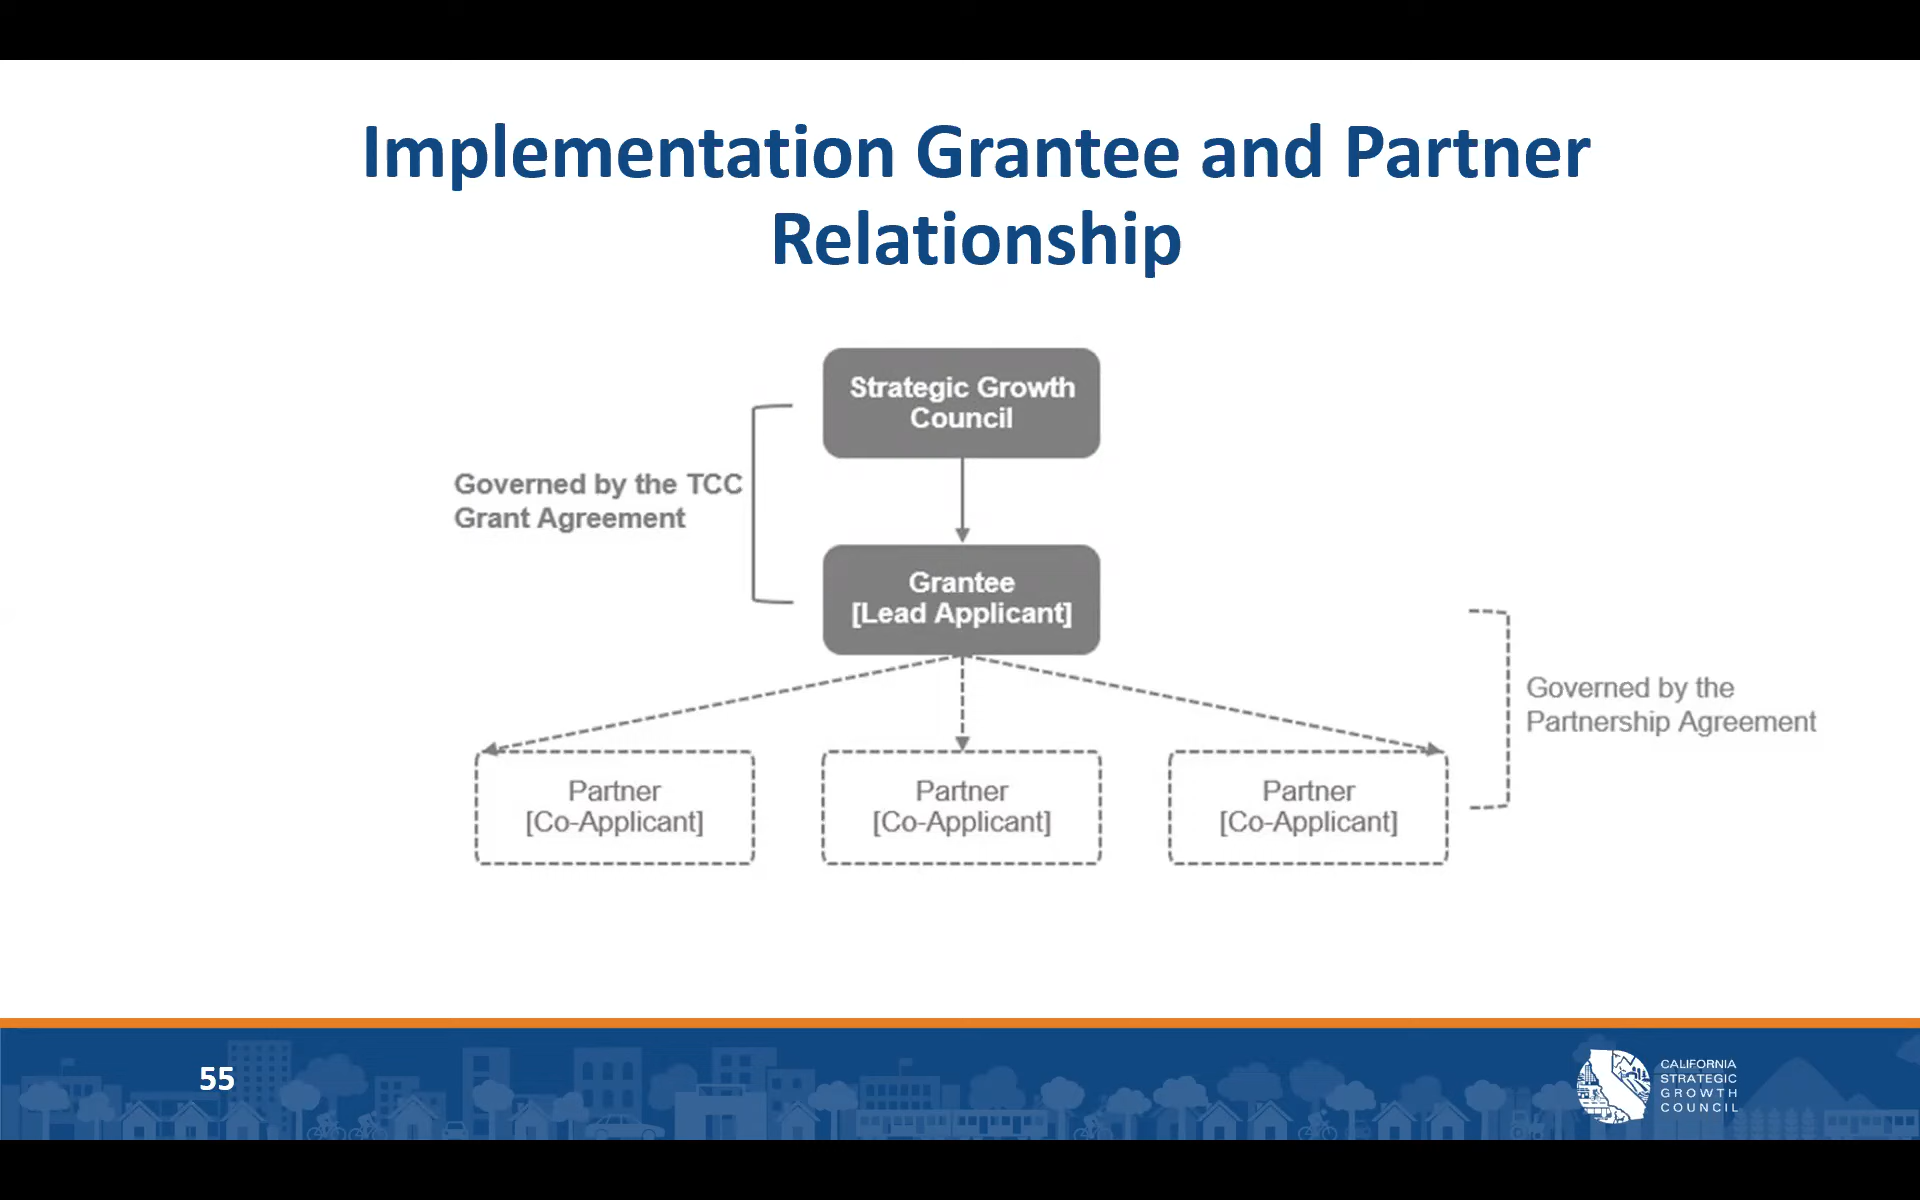 Implementation Grantee and Partner
Relationship
Strategic Growth
Council
Governed by the TCC
Grant Agreement
Grantee
[Lead Applicant]
Governed by the
Partnership Agreement
Partner
[Co-Applicant]
Partner
[Co-Applicant]
Partner
[Co-Applicant]
55
CALIFORNIA
STRATEGIC
GROWTH
COUNCIL